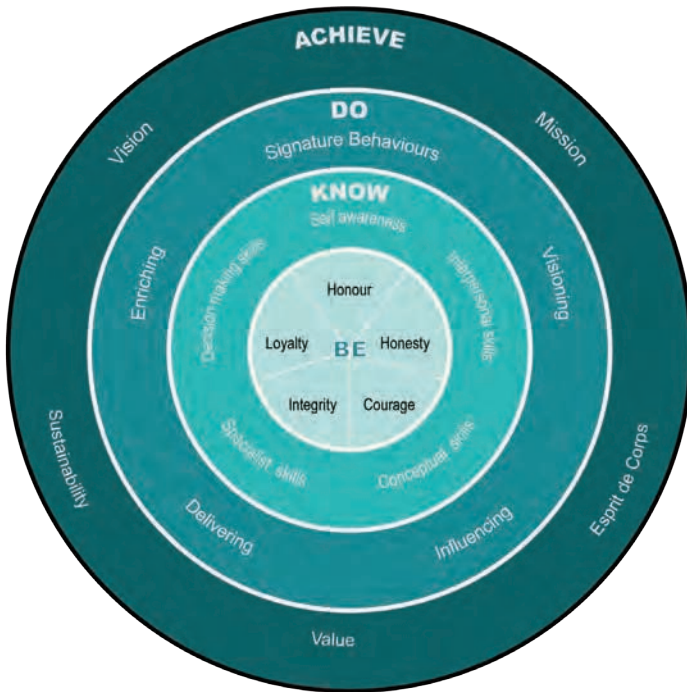 ACHIEVE
Vision
Mission
Sustainability
Esprit de Corps
Value
DO
Signature Behaviours
Enriching
Visioning
Delivering
Influencing
KNOW
Self awareness
Decision making skills
Interpersonal skills
Specialist skills
Conceptual skills
Honour
Loyalty
BE
Honesty
Integrity
Courage